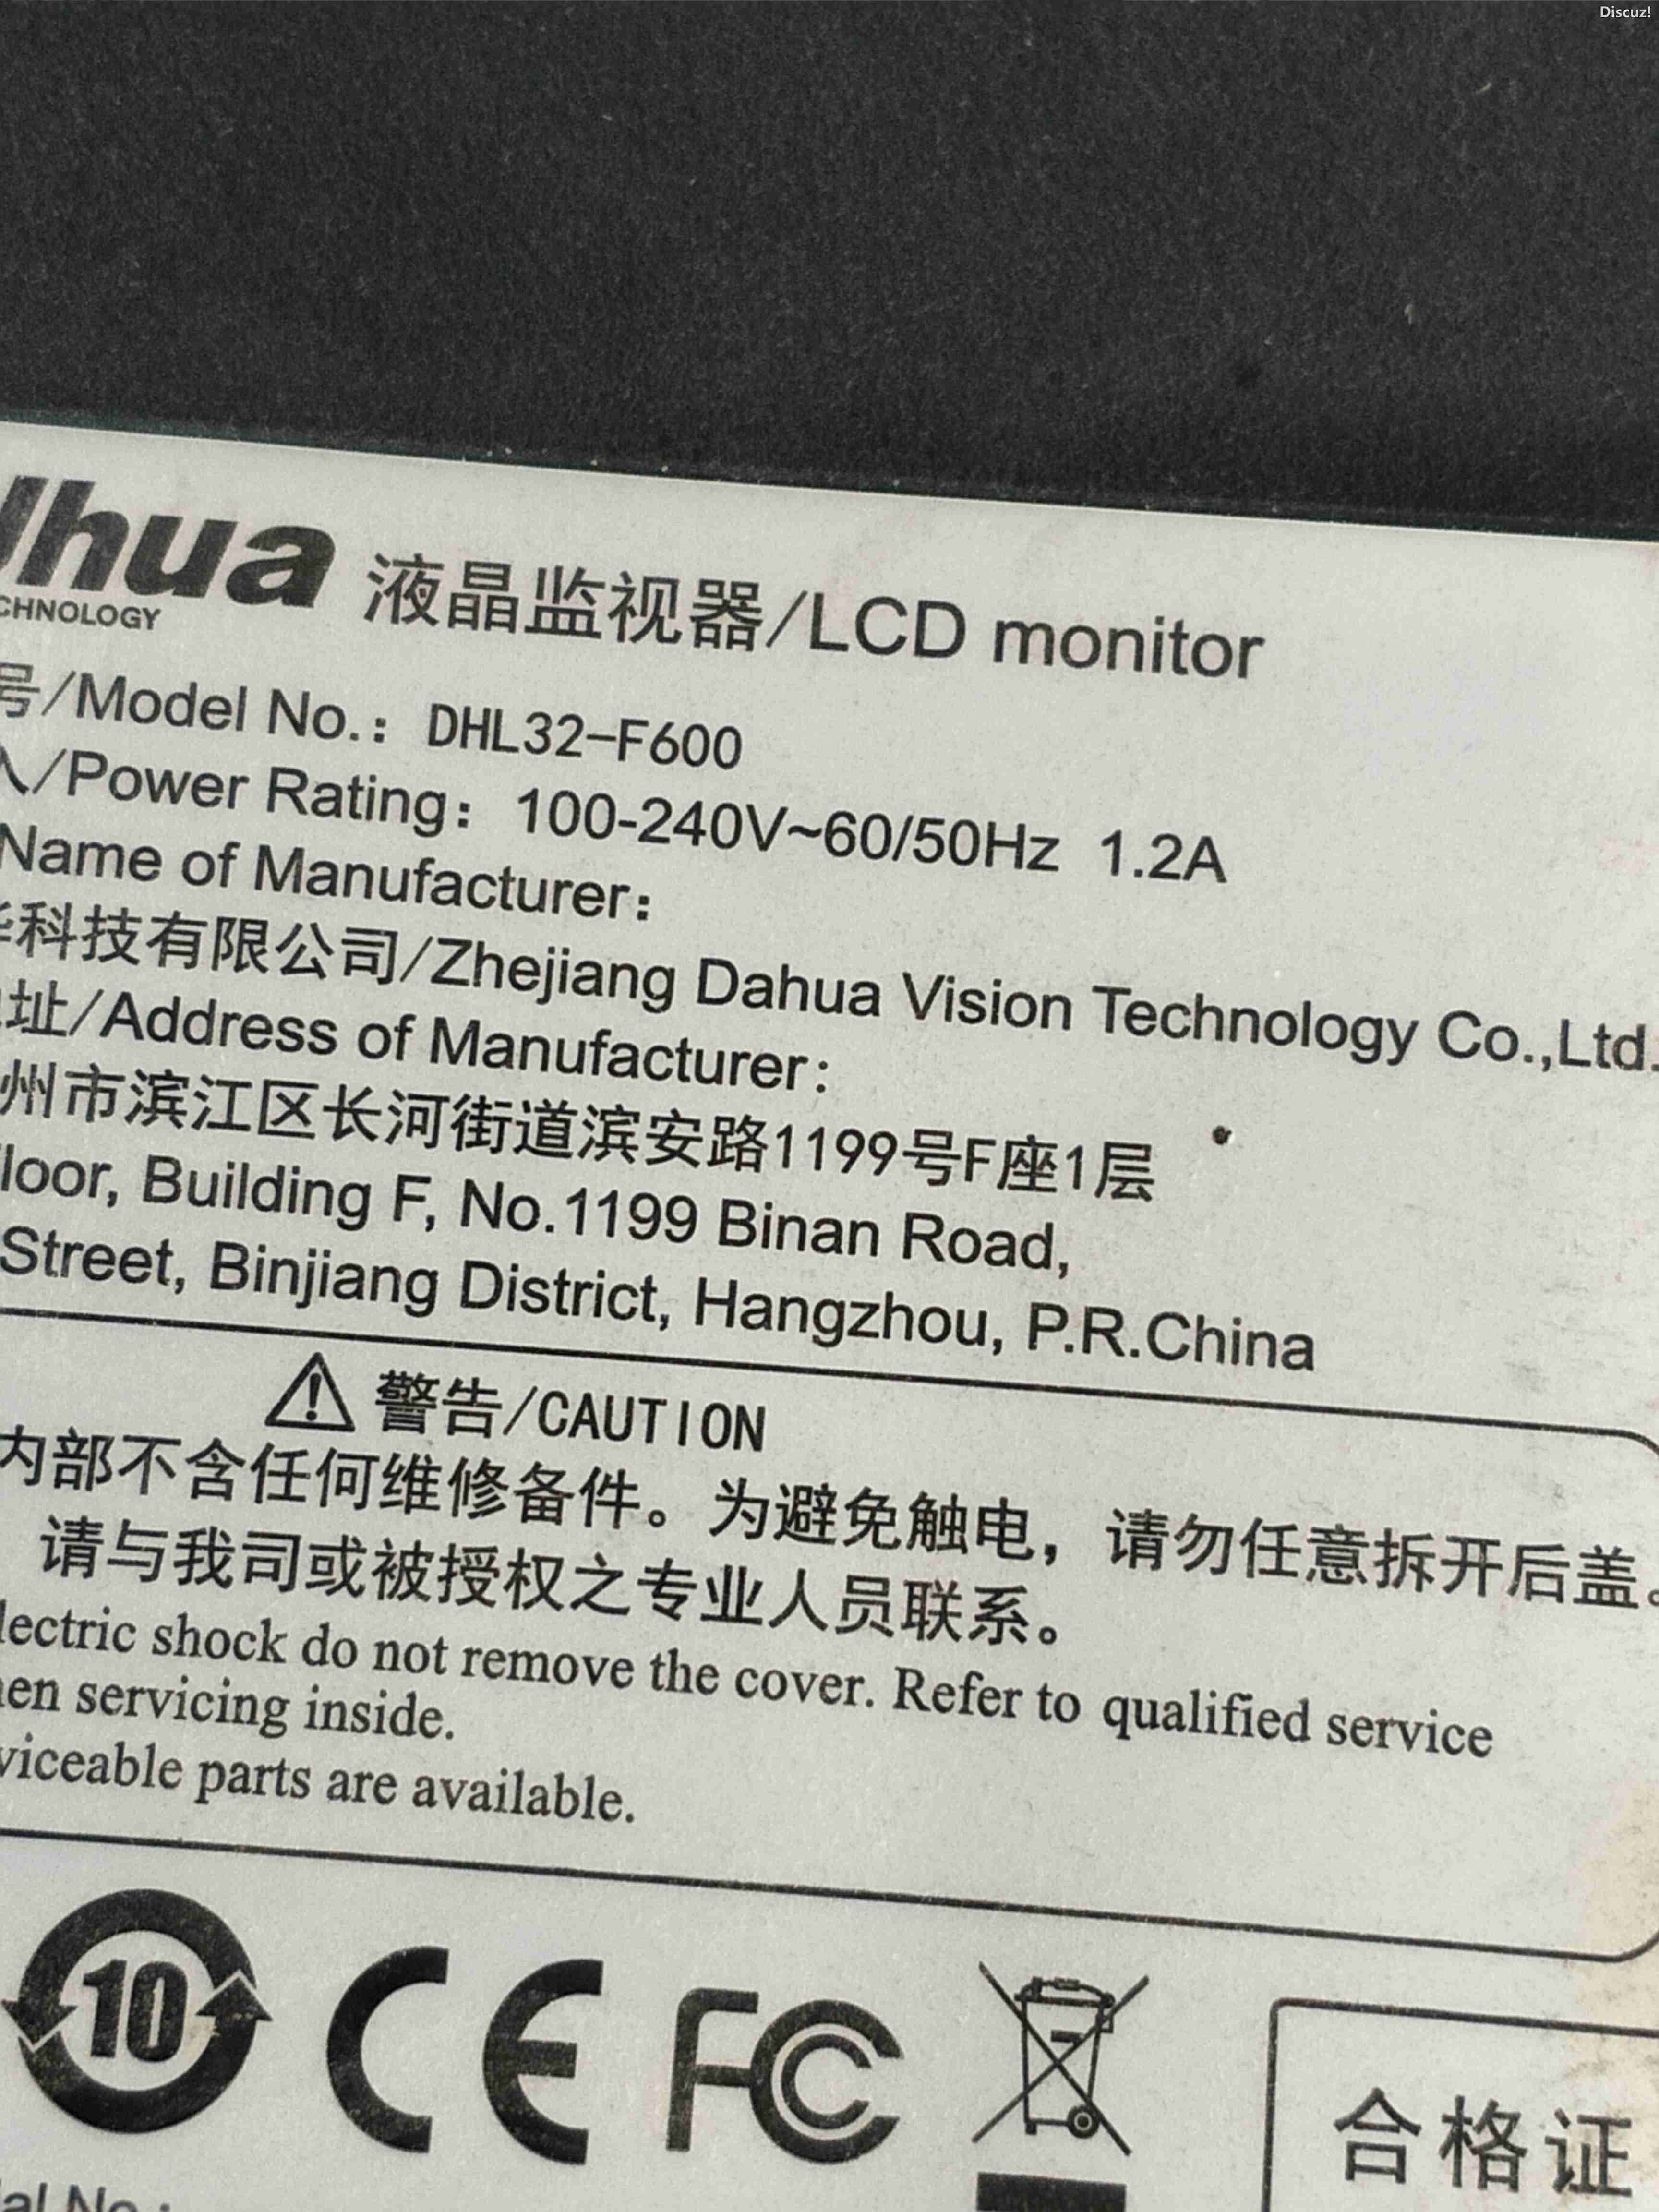 Discuz!
hua 液晶监视器/LCD monitor
CHNOLOGY
号/Model No.: DHL32-F600
入/Power Rating: 100-240V~60/50Hz 1.2A
Name of Manufacturer:
华科技有限公司/Zhejiang Dahua Vision Technology Co.,Ltd.
址/Address of Manufacturer:
州市滨江区长河街道滨安路1199号F座1层
loor, Building F, No.1199 Binan Road,
Street, Binjiang District, Hangzhou, P.R.China
警告/CAUTION
内部不含任何维修备件。为避免触电，请勿任意拆开后盖。
请与我司或被授权之专业人员联系。
lectric shock do not remove the cover. Refer to qualified service
en servicing inside.
viceable parts are available.
10 CE FC
合格证
al No.: